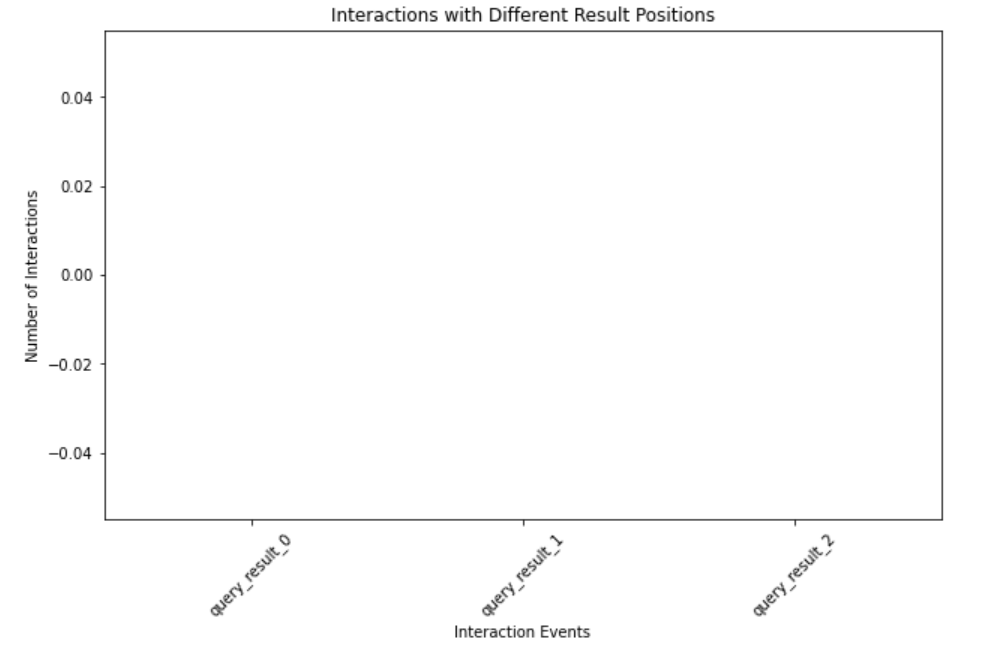 Interactions with Different Result Positions
Number of Interactions
0.04
0.02
0.00
−0.02
−0.04
query_result_0
query_result_1
query_result_2
Interaction Events